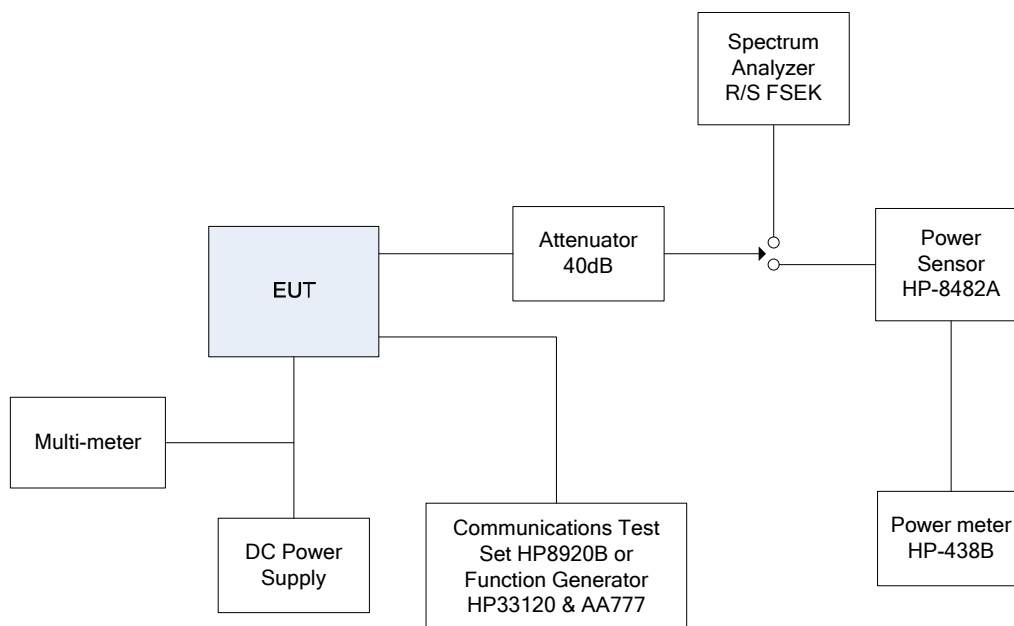 Spectrum
Analyzer
R/S FSEK
Attenuator
40dB
Power
Sensor
HP-8482A
EUT
Multi-meter
DC Power
Supply
Communications Test
Set HP8920B or
Function Generator
HP33120 & AA777
Power meter
HP-438B